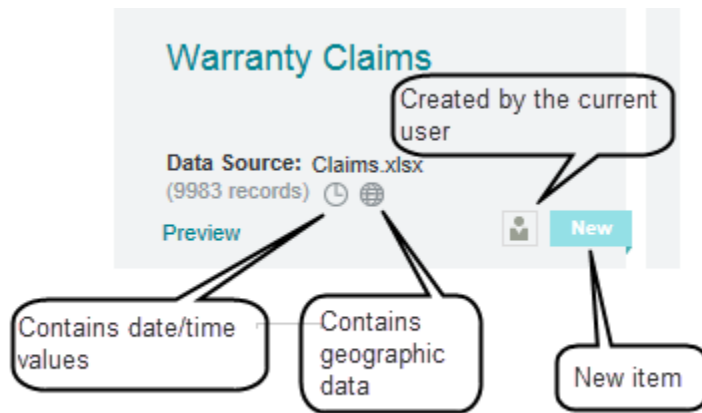 Warranty Claims
Created by the current
user
Data Source: Claims.xlsx
(9983 records)
Preview
New
Contains date/time
values
Contains
geographic
data
New item